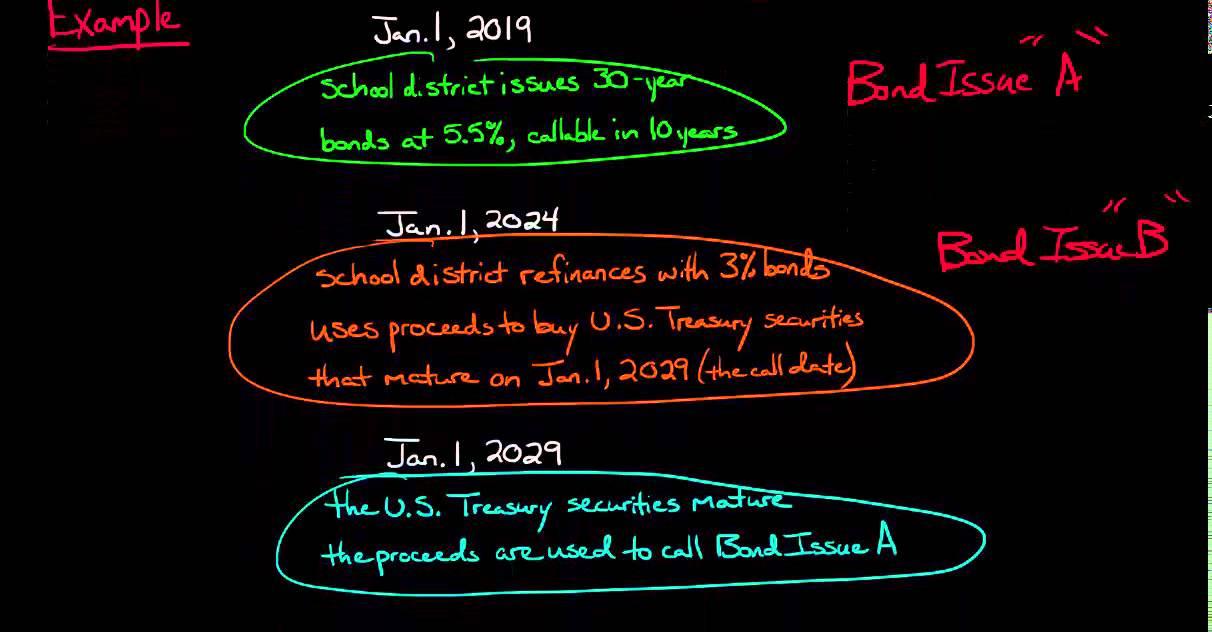 Example
Jan. 1, 2019
school district issues 30-year
bonds at 5.5%, callable in 10 years
Bond Issue "A"
Jan. 1, 2024
school district refinances with 3% bonds
uses proceeds to buy U.S. Treasury securities
that mature on Jan. 1, 2029 (the call date)
Bond Issue "B"
Jan. 1, 2029
the U.S. Treasury securities mature
the proceeds are used to call Bond Issue A